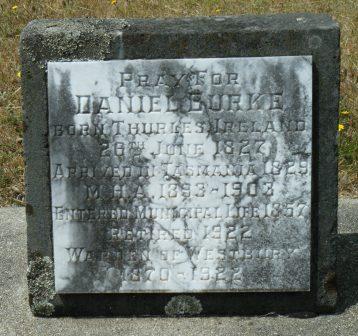 PRAY FOR
DANIEL BURKE
BORN THURLES, IRELAND
26TH JUNE 1827
ARRIVED IN TASMANIA 1829
M.H.A. 1893-1903
ENTERED MUNICIPAL LIFE 1857
RETIRED 1922
WARDEN OF WESTBURY
1870-1922